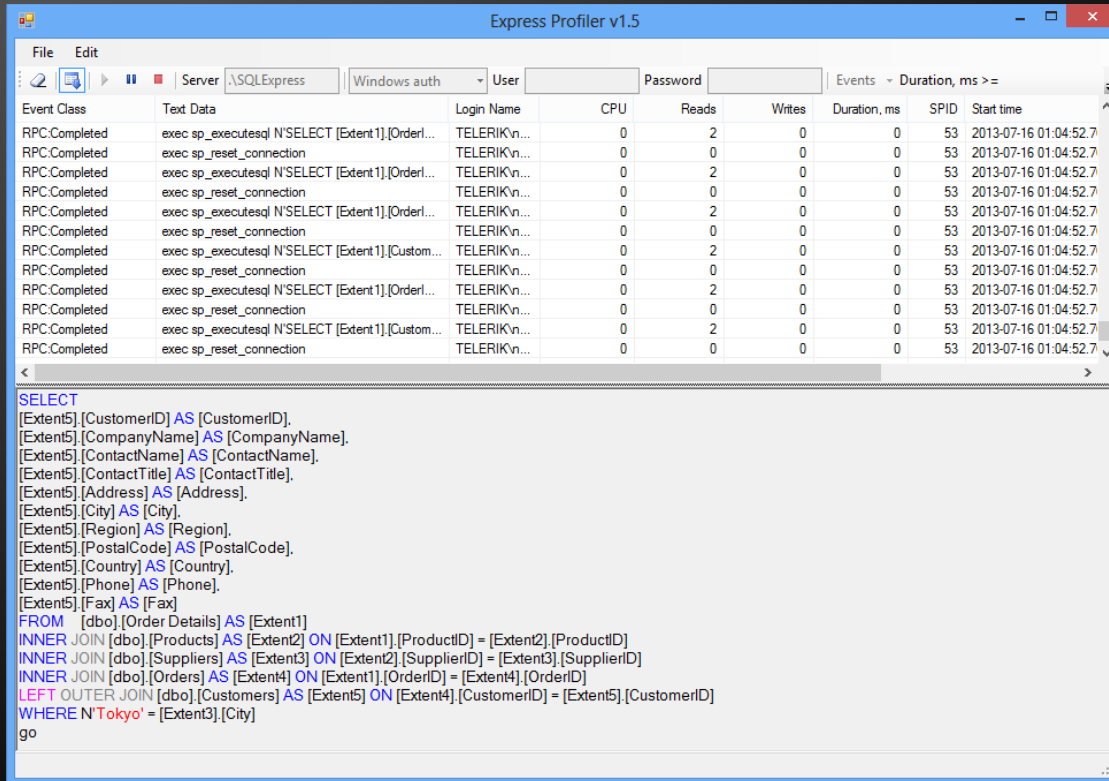 Express Profiler v1.5
File Edit
Server .\SQLExpress Windows auth User Password Events Duration, ms >=
Event Class Text Data Login Name CPU Reads Writes Duration, ms SPID Start time
RPC:Completed exec sp_executesql N'SELECT [Extent1].[OrderI... TELERIK\n... 0 2 0 0 53 2013-07-16 01:04:52.7
RPC:Completed exec sp_reset_connection TELERIK\n... 0 0 0 0 53 2013-07-16 01:04:52.7
RPC:Completed exec sp_executesql N'SELECT [Extent1].[OrderI... TELERIK\n... 0 2 0 0 53 2013-07-16 01:04:52.7
RPC:Completed exec sp_reset_connection TELERIK\n... 0 0 0 0 53 2013-07-16 01:04:52.7
RPC:Completed exec sp_executesql N'SELECT [Extent1].[OrderI... TELERIK\n... 0 2 0 0 53 2013-07-16 01:04:52.7
RPC:Completed exec sp_reset_connection TELERIK\n... 0 0 0 0 53 2013-07-16 01:04:52.7
RPC:Completed exec sp_executesql N'SELECT [Extent1].[Custom... TELERIK\n... 0 2 0 0 53 2013-07-16 01:04:52.7
RPC:Completed exec sp_reset_connection TELERIK\n... 0 0 0 0 53 2013-07-16 01:04:52.7
RPC:Completed exec sp_executesql N'SELECT [Extent1].[OrderI... TELERIK\n... 0 2 0 0 53 2013-07-16 01:04:52.7
RPC:Completed exec sp_reset_connection TELERIK\n... 0 0 0 0 53 2013-07-16 01:04:52.7
RPC:Completed exec sp_executesql N'SELECT [Extent1].[Custom... TELERIK\n... 0 2 0 0 53 2013-07-16 01:04:52.7
RPC:Completed exec sp_reset_connection TELERIK\n... 0 0 0 0 53 2013-07-16 01:04:52.7
SELECT
[Extent5].[CustomerID] AS [CustomerID],
[Extent5].[CompanyName] AS [CompanyName],
[Extent5].[ContactName] AS [ContactName],
[Extent5].[ContactTitle] AS [ContactTitle],
[Extent5].[Address] AS [Address],
[Extent5].[City] AS [City],
[Extent5].[Region] AS [Region],
[Extent5].[PostalCode] AS [PostalCode],
[Extent5].[Country] AS [Country],
[Extent5].[Phone] AS [Phone],
[Extent5].[Fax] AS [Fax]
FROM [dbo].[Order Details] AS [Extent1]
INNER JOIN [dbo].[Products] AS [Extent2] ON [Extent1].[ProductID] = [Extent2].[ProductID]
INNER JOIN [dbo].[Suppliers] AS [Extent3] ON [Extent2].[SupplierID] = [Extent3].[SupplierID]
INNER JOIN [dbo].[Orders] AS [Extent4] ON [Extent1].[OrderID] = [Extent4].[OrderID]
LEFT OUTER JOIN [dbo].[Customers] AS [Extent5] ON [Extent4].[CustomerID] = [Extent5].[CustomerID]
WHERE N'Tokyo' = [Extent3].[City]
go